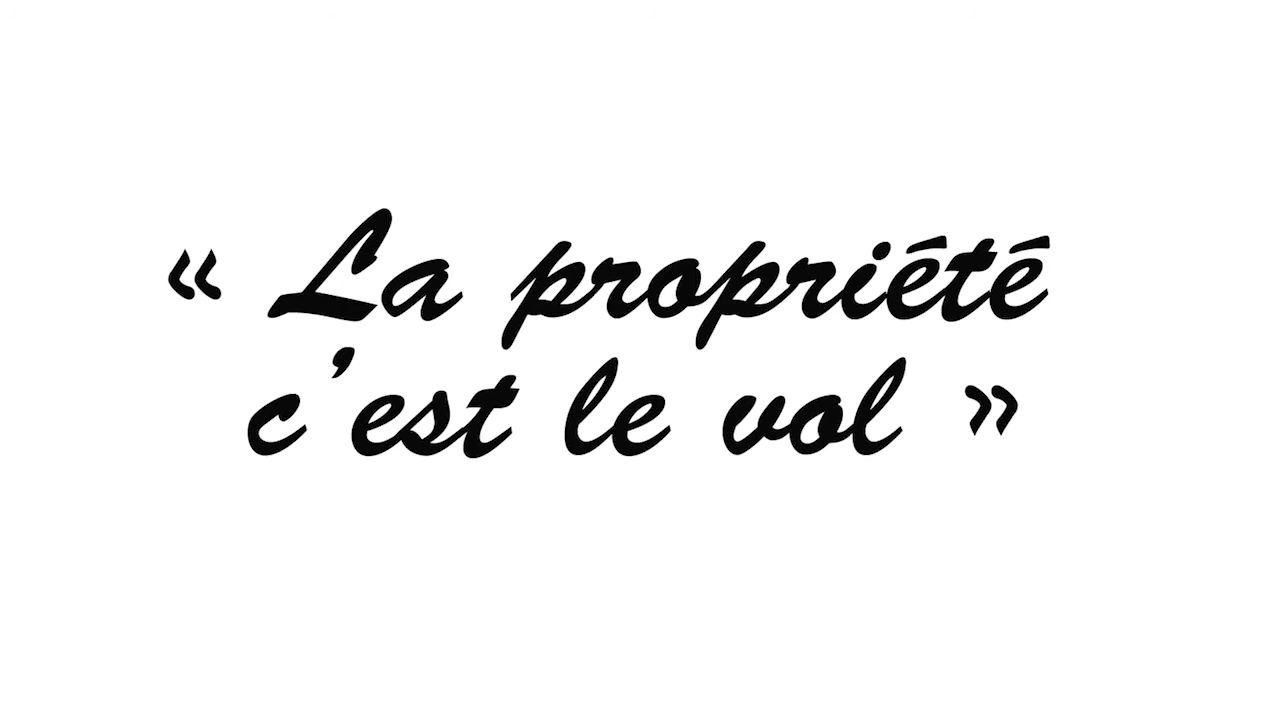 « La propriété
c’est le vol »